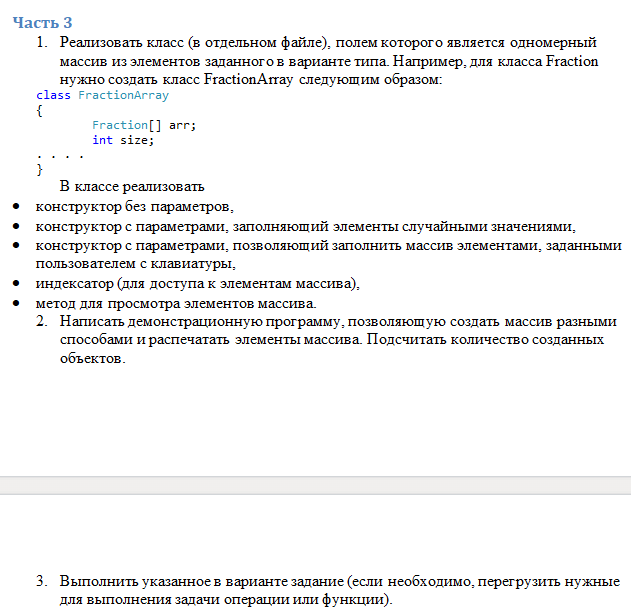 Часть 3
1. Реализовать класс (в отдельном файле), полем которого является одномерный
массив из элементов заданного в варианте типа. Например, для класса Fraction
нужно создать класс FractionArray следующим образом:
class FractionArray
{
Fraction[] arr;
int size;
. . . .
}
В классе реализовать
• конструктор без параметров,
• конструктор с параметрами, заполняющий элементы случайными значениями,
• конструктор с параметрами, позволяющий заполнить массив элементами, заданными
пользователем с клавиатуры,
• индексатор (для доступа к элементам массива),
• метод для просмотра элементов массива.
2. Написать демонстрационную программу, позволяющую создать массив разными
способами и распечатать элементы массива. Подсчитать количество созданных
объектов.
3. Выполнить указанное в варианте задание (если необходимо, перегрузить нужные
для выполнения задачи операции или функции).